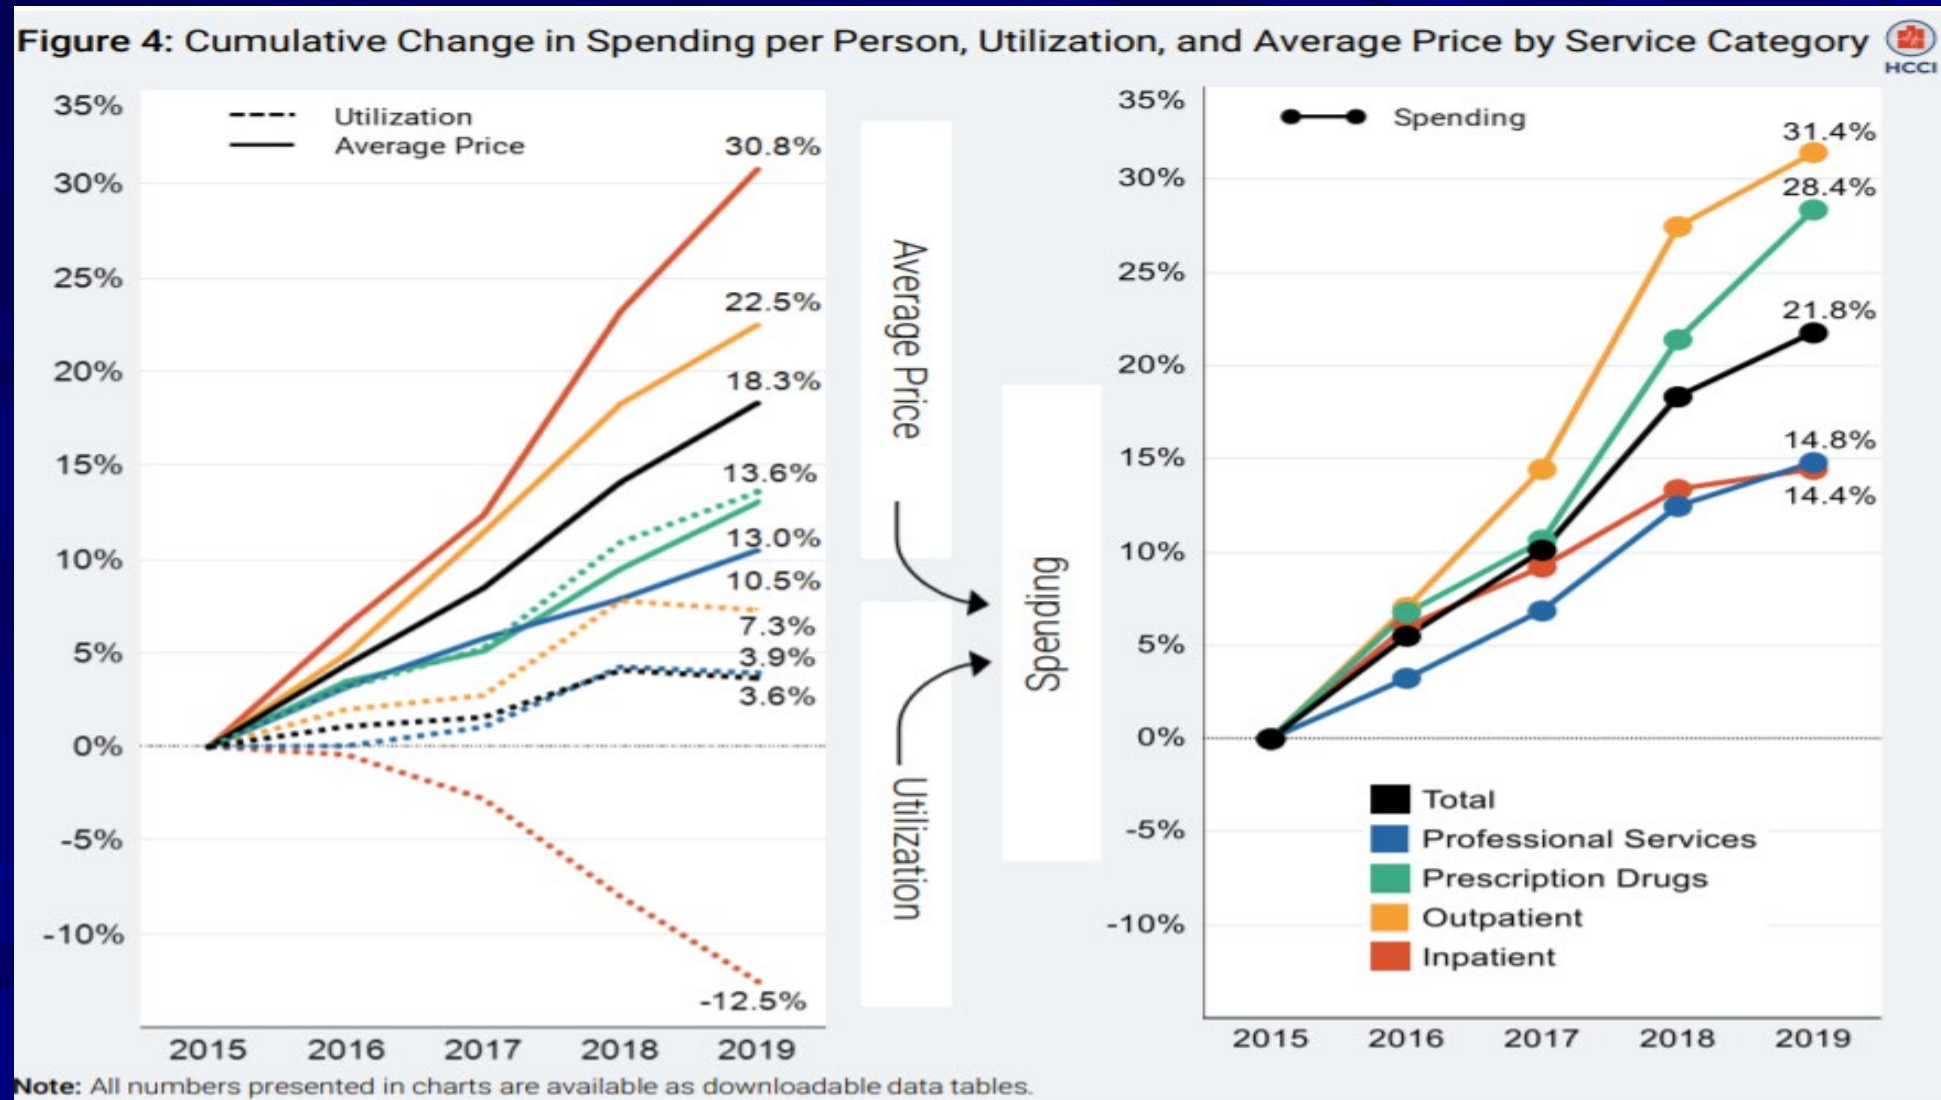 Figure 4: Cumulative Change in Spending per Person, Utilization, and Average Price by Service Category
HCCI
35%
30%
25%
20%
15%
10%
5%
0%
-5%
-10%
Utilization
Average Price
30.8%
22.5%
18.3%
13.6%
13.0%
10.5%
7.3%
3.9%
3.6%
-12.5%
2015 2016 2017 2018 2019
Average Price
Utilization
Spending
35%
30%
25%
20%
15%
10%
5%
0%
-5%
-10%
Spending
31.4%
28.4%
21.8%
14.8%
14.4%
Total
Professional Services
Prescription Drugs
Outpatient
Inpatient
2015 2016 2017 2018 2019
Note: All numbers presented in charts are available as downloadable data tables.